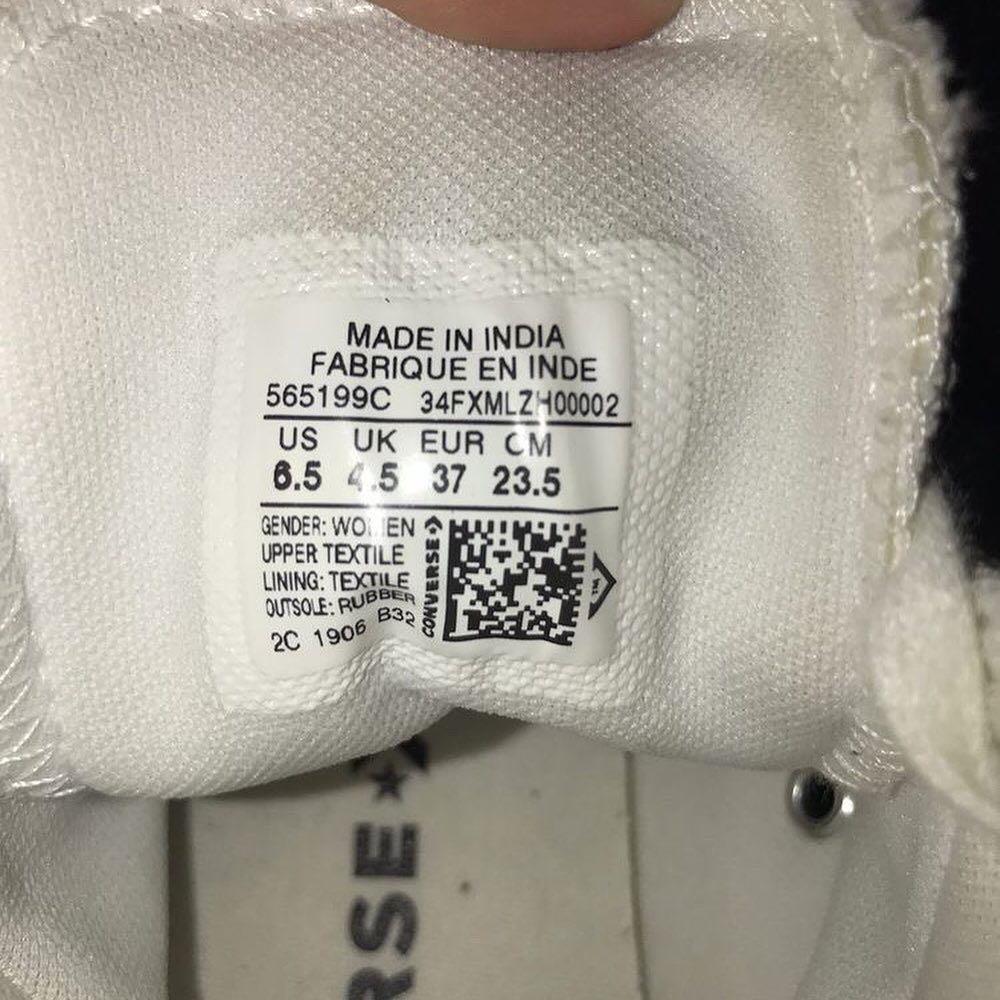 MADE IN INDIA
FABRIQUE EN INDE
565199C 34FXMLZH00002
US UK EUR CM
6.5 4.5 37 23.5
GENDER: WOMEN
UPPER TEXTILE
LINING: TEXTILE
OUTSOLE: RUBBER
2C 1906 B32
CONVERSE
TM
RSE★